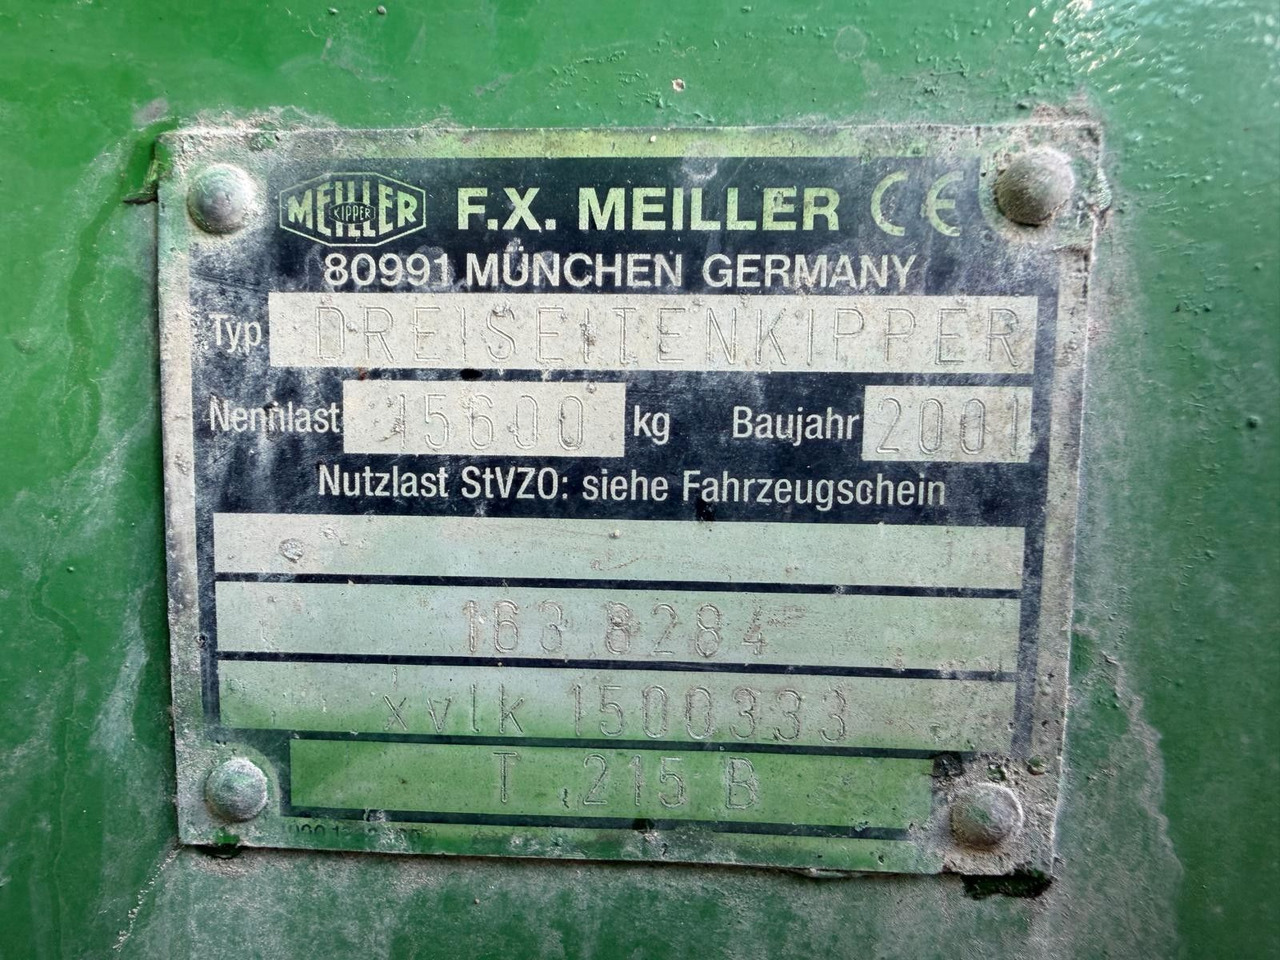 MEILLER KIPPER F.X. MEILLER CE
80991 MÜNCHEN GERMANY
Typ DREISEITENKIPPER
Nennlast 15600 kg Baujahr 2001
Nutzlast StVZO: siehe Fahrzeugschein
163 8284
xvlk 1500333
T 215 B